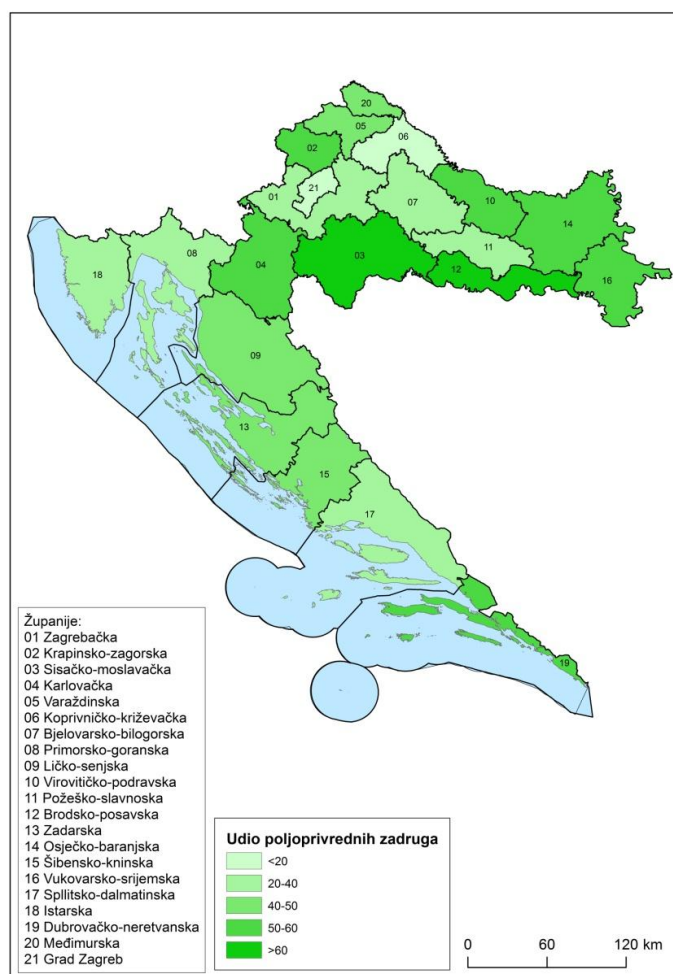 20
05
06
02
21
01
07
10
14
11
03
12
16
04
08
18
09
13
15
17
19
Županije:
01 Zagrebačka
02 Krapinsko-zagorska
03 Sisačko-moslavačka
04 Karlovačka
05 Varaždinska
06 Koprivničko-križevačka
07 Bjelovarsko-bilogorska
08 Primorsko-goranska
09 Ličko-senjska
10 Virovitičko-podravska
11 Požeško-slavnoska
12 Brodsko-posavska
13 Zadarska
14 Osječko-baranjska
15 Šibensko-kninska
16 Vukovarsko-srijemska
17 Spllitsko-dalmatinska
18 Istarska
19 Dubrovačko-neretvanska
20 Međimurska
21 Grad Zagreb
Udio poljoprivrednih zadruga
<20
20-40
40-50
50-60
>60
0 60 120 km